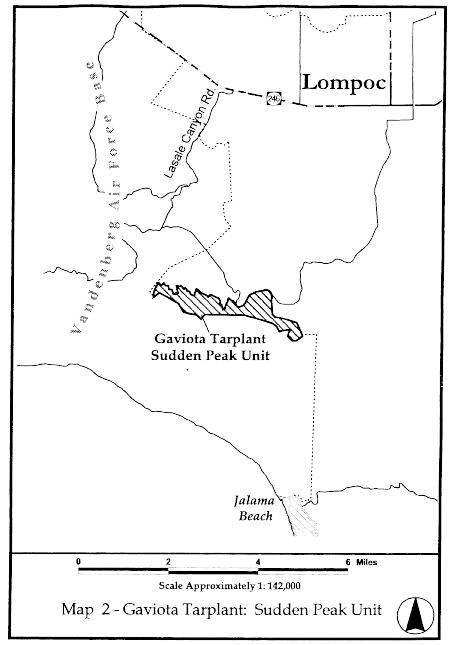 Lompoc
246
Lasale Canyon Rd.
Vandenberg Air Force Base
Gaviota Tarplant
Sudden Peak Unit
Jalama
Beach
0 2 4 6 Miles
Scale Approximately 1: 142,000
Map 2 - Gaviota Tarplant: Sudden Peak Unit